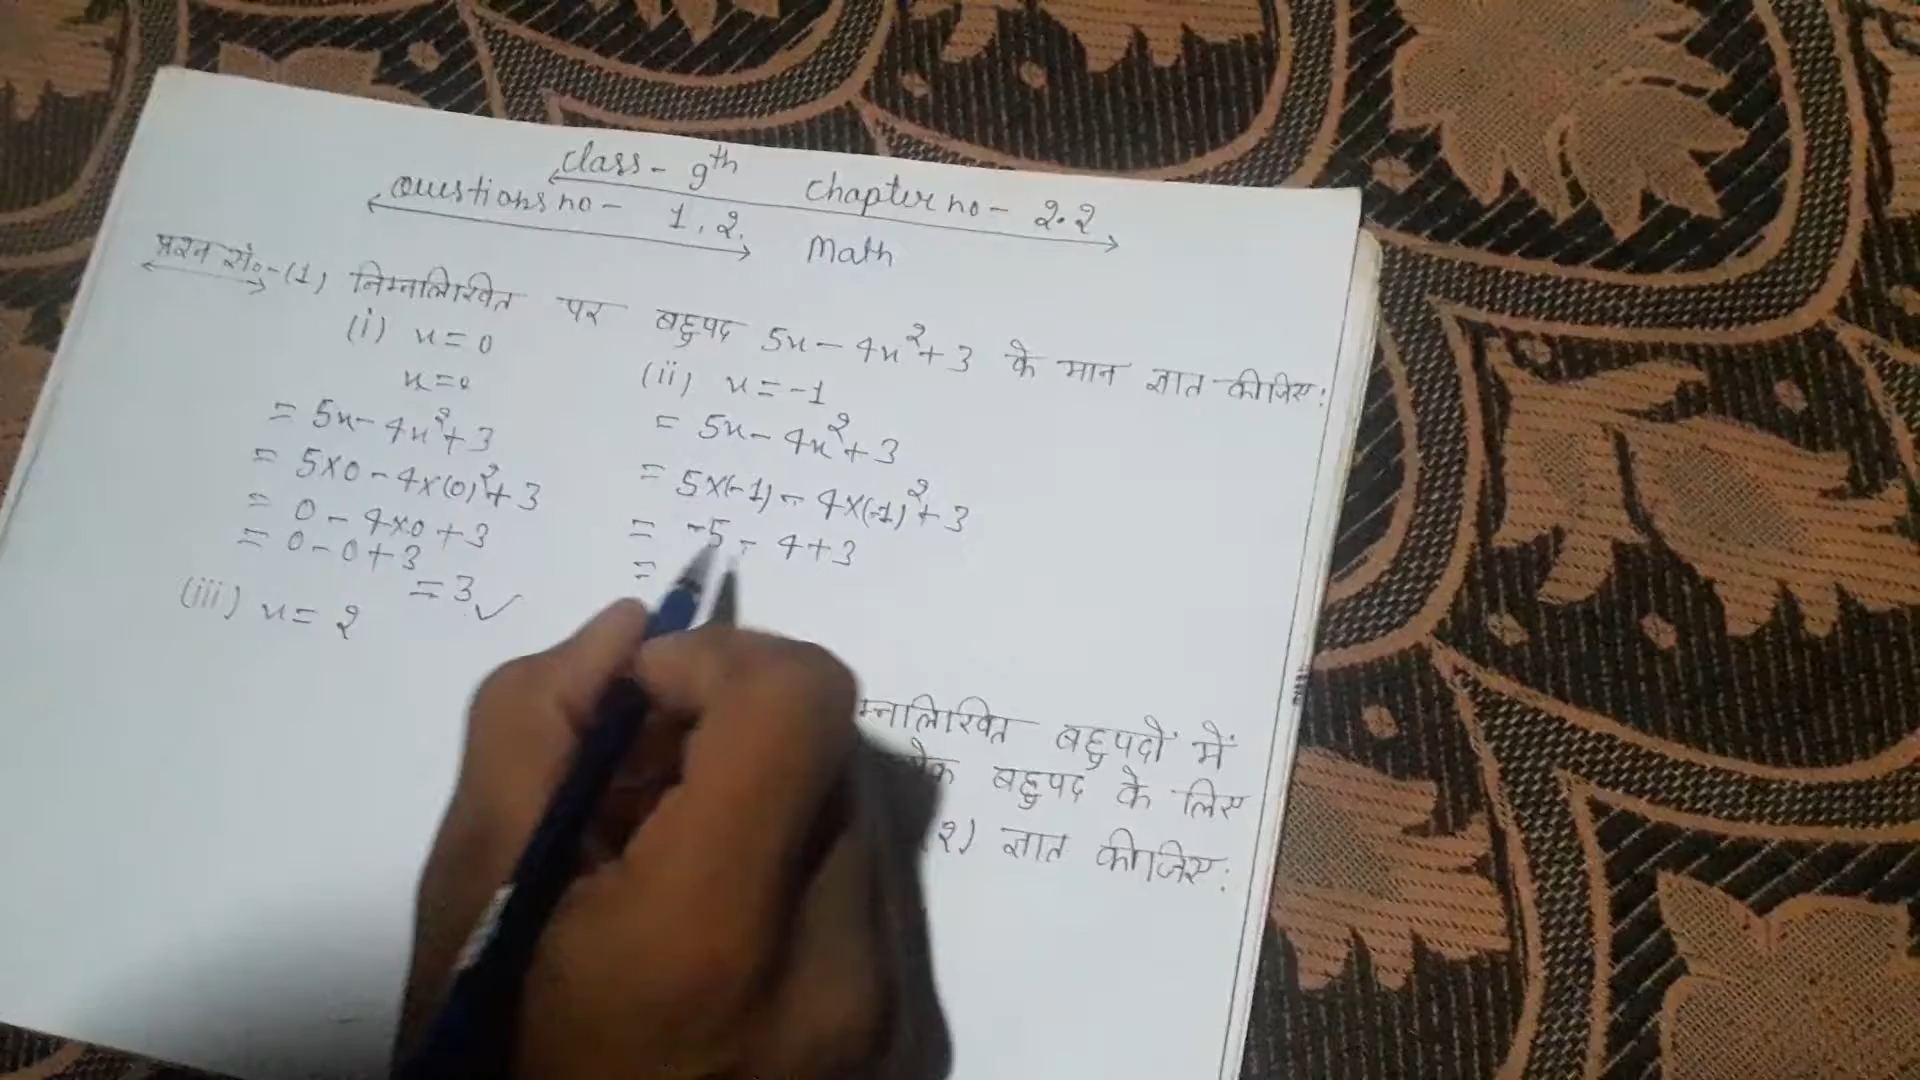 class - 9th chapter no - 2.2
questions no - 1, 2. Math
प्रश्न सं० - (1) निम्नलिखित पर बहुपद 5x - 4x² + 3 के मान ज्ञात कीजिए:
(i) x = 0
x = 0
= 5x - 4x² + 3
= 5×0 - 4×(0)² + 3
= 0 - 4×0 + 3
= 0 - 0 + 3
= 3 ✓
(ii) x = -1
= 5x - 4x² + 3
= 5×(-1) - 4×(-1)² + 3
= -5 - 4 + 3
=
(iii) x = 2
बहुपदों में
बहुपद के लिए
ज्ञात कीजिए: